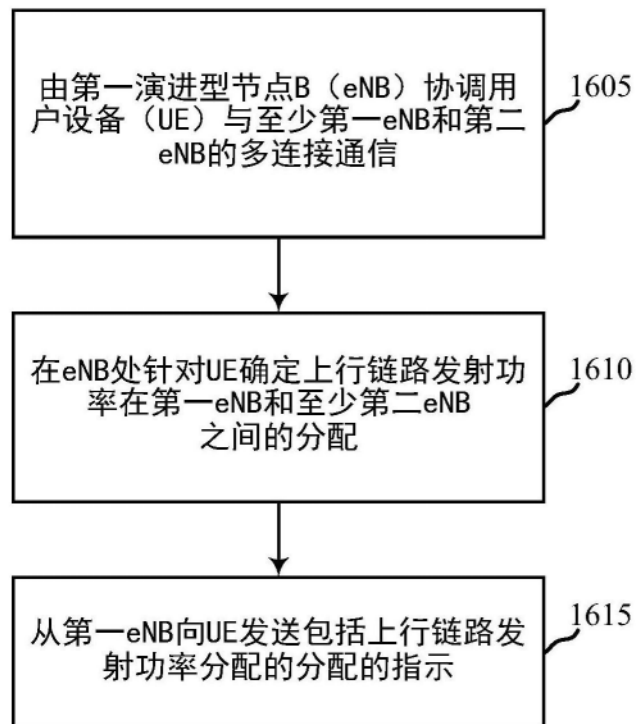 由第一演进型节点B（eNB）协调用
户设备（UE）与至少第一eNB和第二
eNB的多连接通信
1605
在eNB处针对UE确定上行链路发射功
率在第一eNB和至少第二eNB
之间的分配
1610
从第一eNB向UE发送包括上行链路发
射功率分配的分配的指示
1615